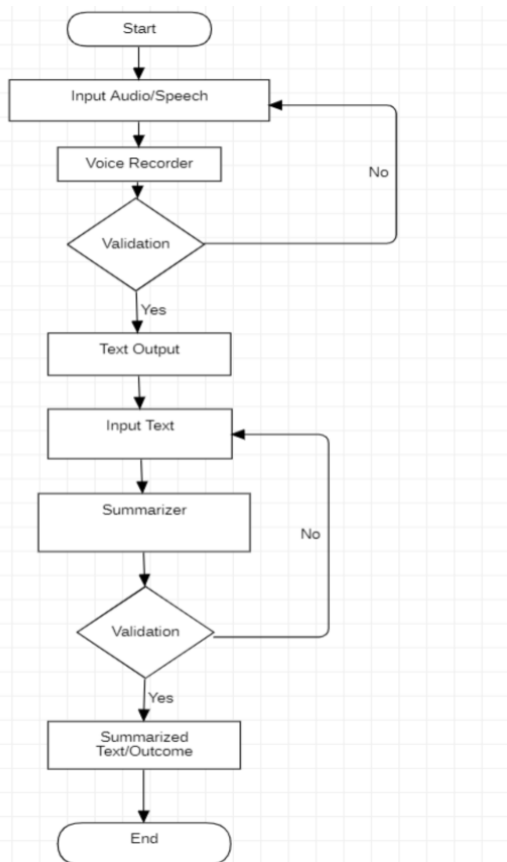 Start
Input Audio/Speech
Voice Recorder
No
Validation
Yes
Text Output
Input Text
Summarizer
No
Validation
Yes
Summarized
Text/Outcome
End